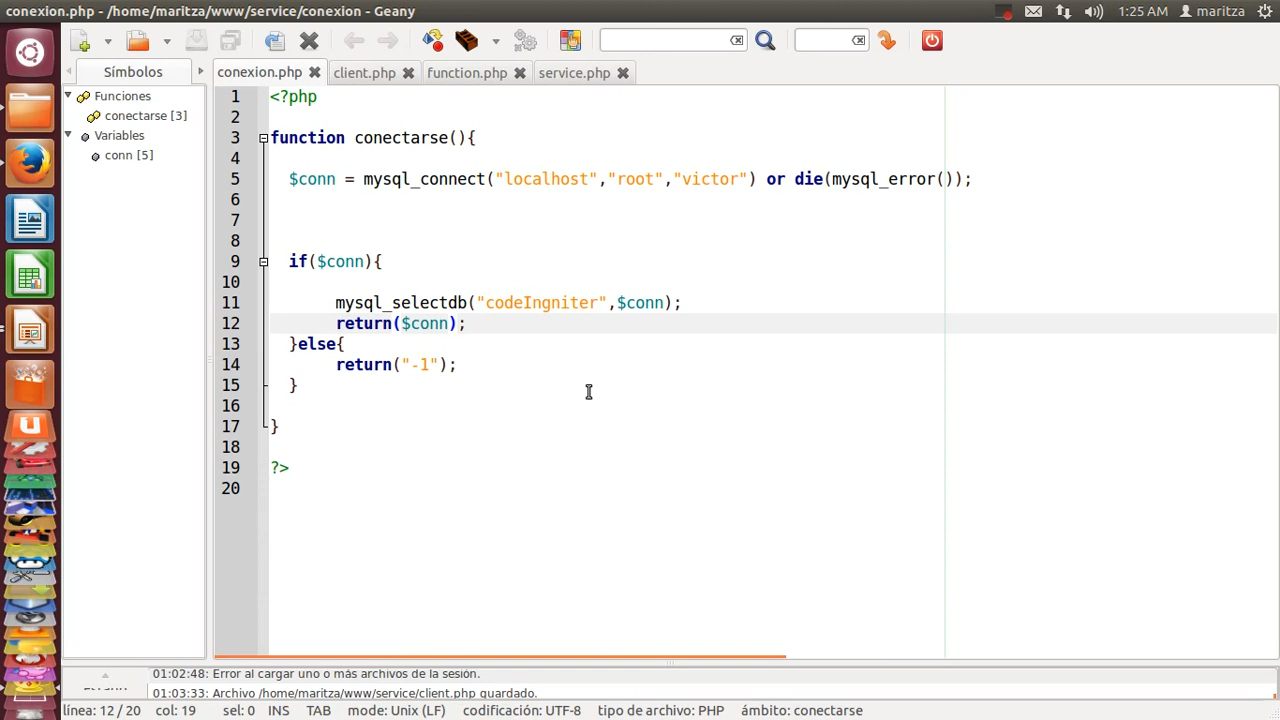 conexion.php - /home/maritza/www/service/conexion - Geany
1:25 AM
maritza
Símbolos
conexion.php
client.php
function.php
service.php
Funciones
conectarse [3]
Variables
conn [5]
1 <?php
2
3 function conectarse(){
4
5 $conn = mysql_connect("localhost","root","victor") or die(mysql_error());
6
7
8
9 if($conn){
10
11 mysql_selectdb("codeIngniter",$conn);
12 return($conn);
13 }else{
14 return("-1");
15 }
16
17 }
18
19 ?>
20
01:02:48: Error al cargar uno o más archivos de la sesión.
01:03:33: Archivo /home/maritza/www/service/client.php guardado.
línea: 12 / 20 col: 19 sel: 0 INS TAB mode: Unix (LF) codificación: UTF-8 tipo de archivo: PHP ámbito: conectarse